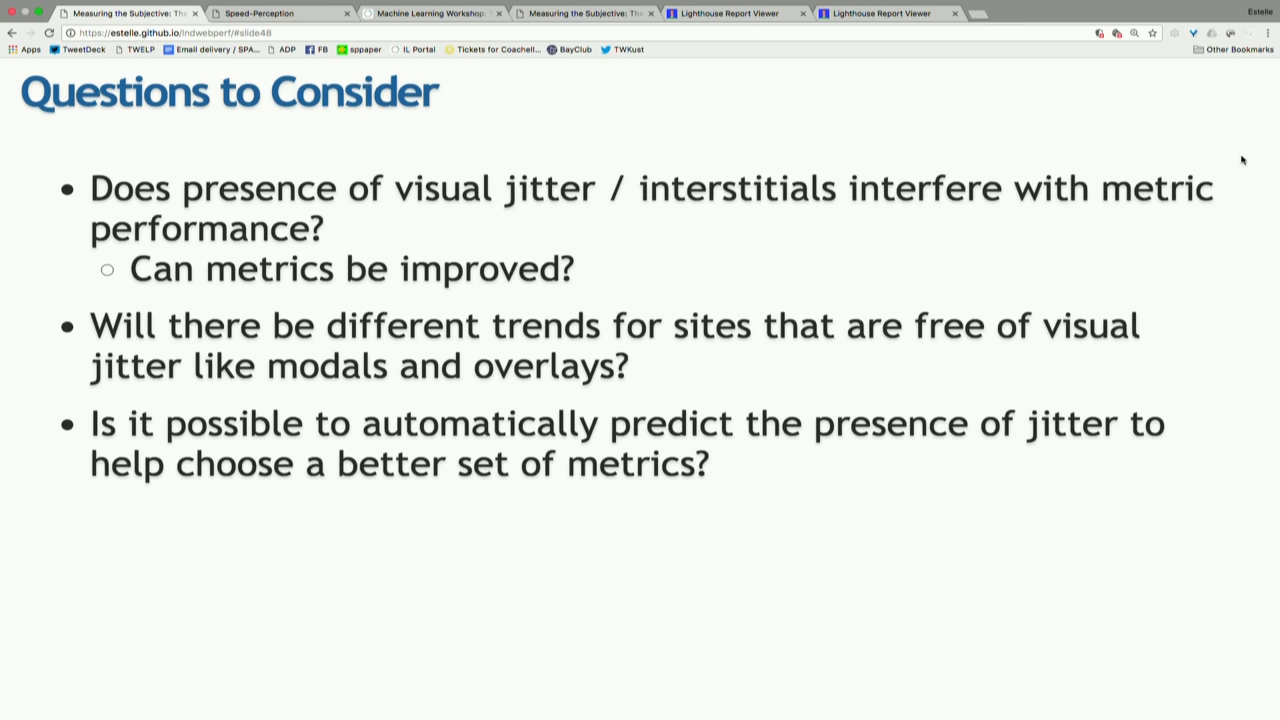 Measuring the Subjective: The
Speed-Perception
Machine Learning Workshop:
Measuring the Subjective: The
Lighthouse Report Viewer
Lighthouse Report Viewer
Estelle
https://estelle.github.io/lndwebperf/#slide48
Apps
TweetDeck
TWELP
Email delivery / SPA...
ADP
FB
sppaper
IL Portal
Tickets for Coachell...
BayClub
TWKust
Other Bookmarks
Questions to Consider
• Does presence of visual jitter / interstitials interfere with metric
performance?
○ Can metrics be improved?
• Will there be different trends for sites that are free of visual
jitter like modals and overlays?
• Is it possible to automatically predict the presence of jitter to
help choose a better set of metrics?